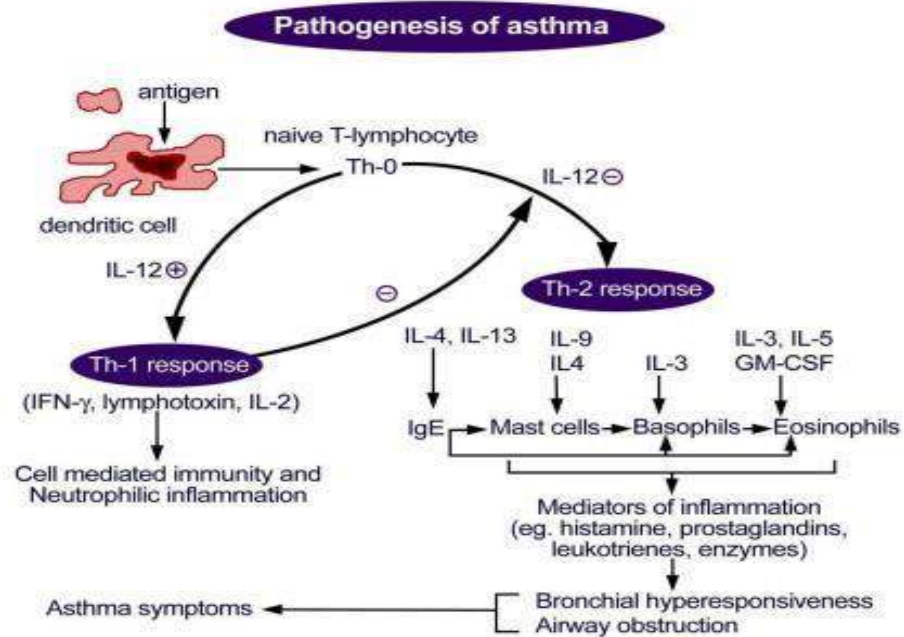 Pathogenesis of asthma
antigen
naive T-lymphocyte
Th-0
IL-12⊖
dendritic cell
IL-12⊕
⊖
Th-2 response
Th-1 response
(IFN-γ, lymphotoxin, IL-2)
IL-4, IL-13
IL-9
IL4
IL-3
IL-3, IL-5
GM-CSF
IgE
Mast cells
Basophils
Eosinophils
Cell mediated immunity and
Neutrophilic inflammation
Mediators of inflammation
(eg. histamine, prostaglandins,
leukotrienes, enzymes)
Asthma symptoms
Bronchial hyperesponsiveness
Airway obstruction